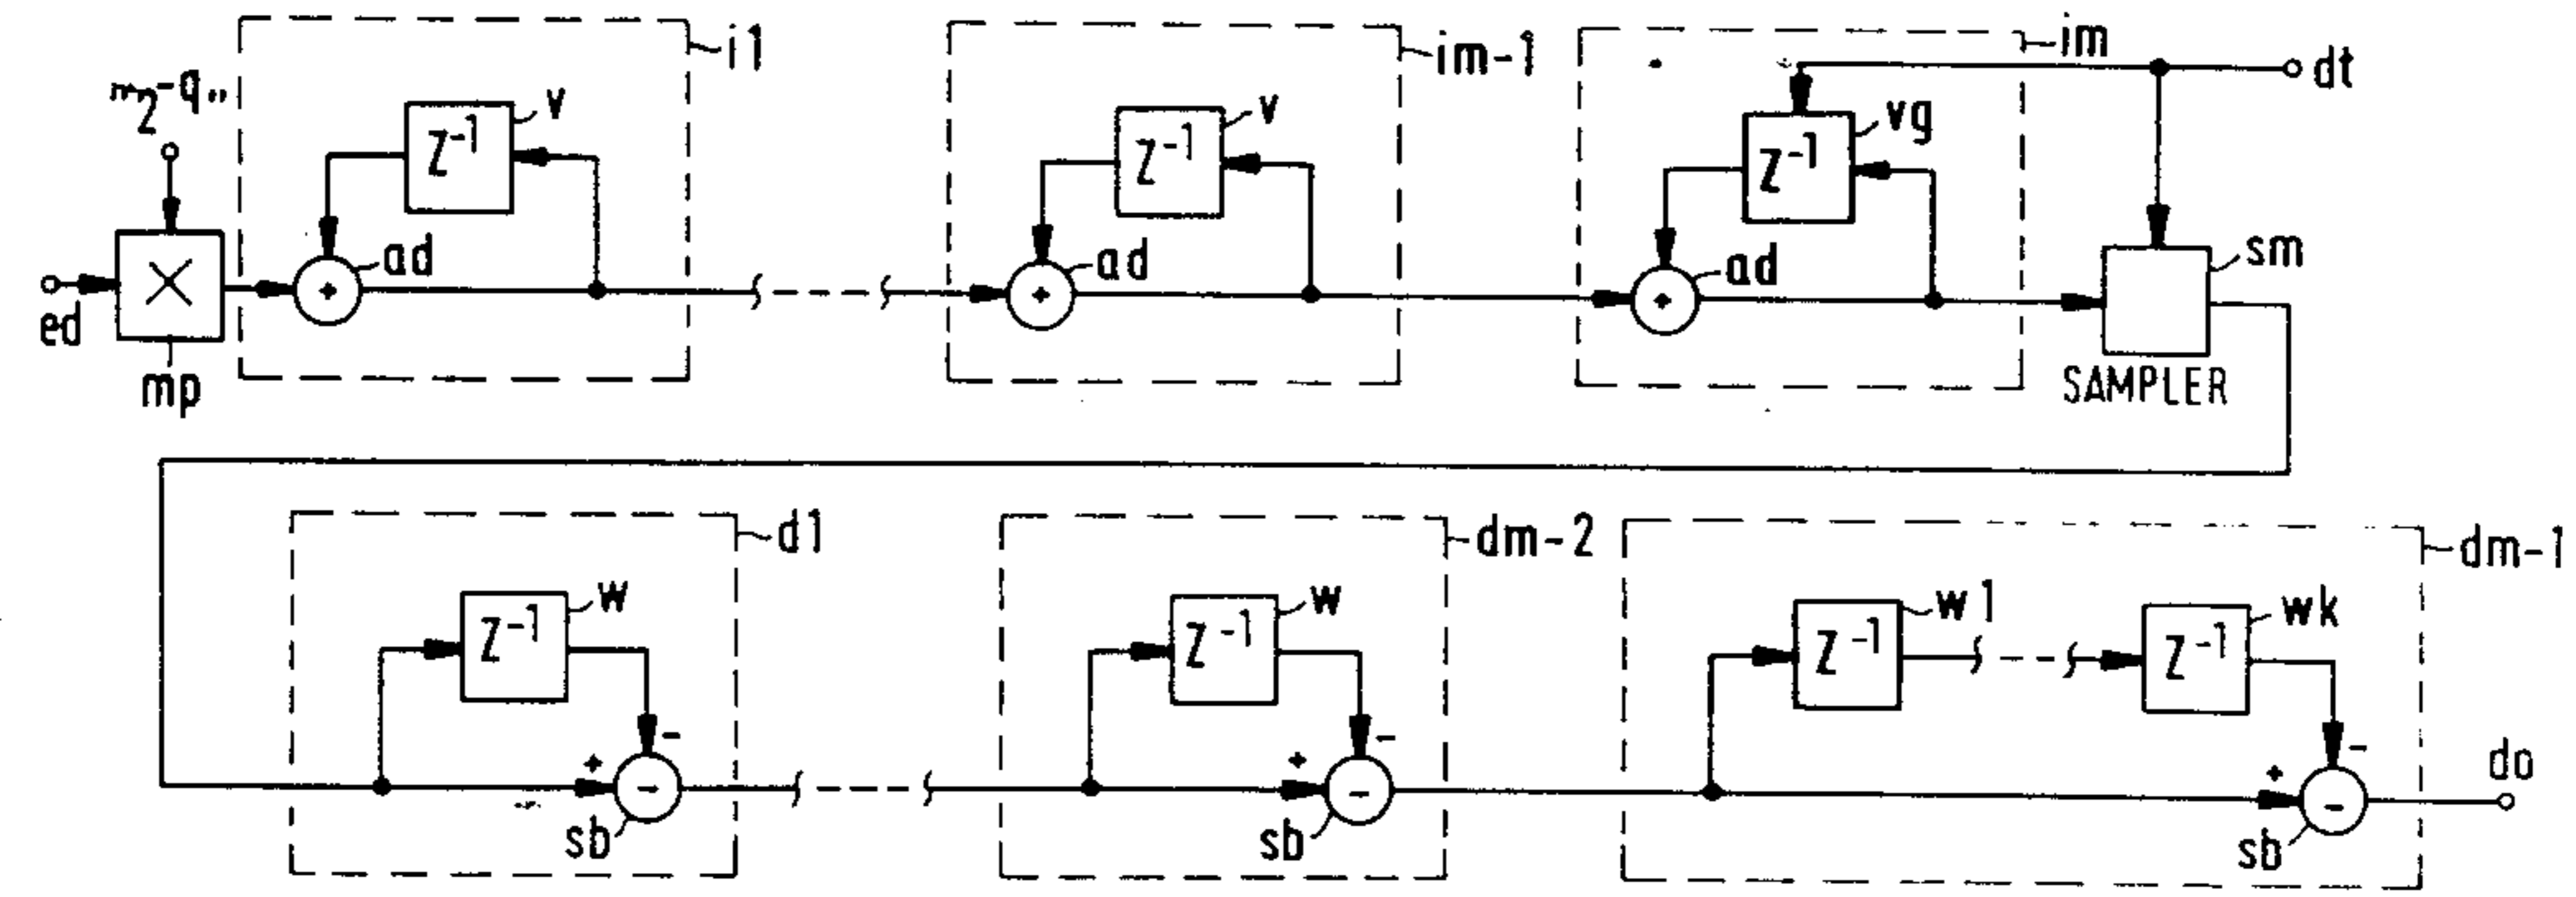 i1
im-1
im
"2-q"
v
v
vg
dt
Z-1
Z-1
Z-1
ad
ad
ad
sm
ed
mp
SAMPLER
d1
dm-2
dm-1
w
w
w1
wk
Z-1
Z-1
Z-1
Z-1
+
-
+
-
+
-
do
sb
sb
sb